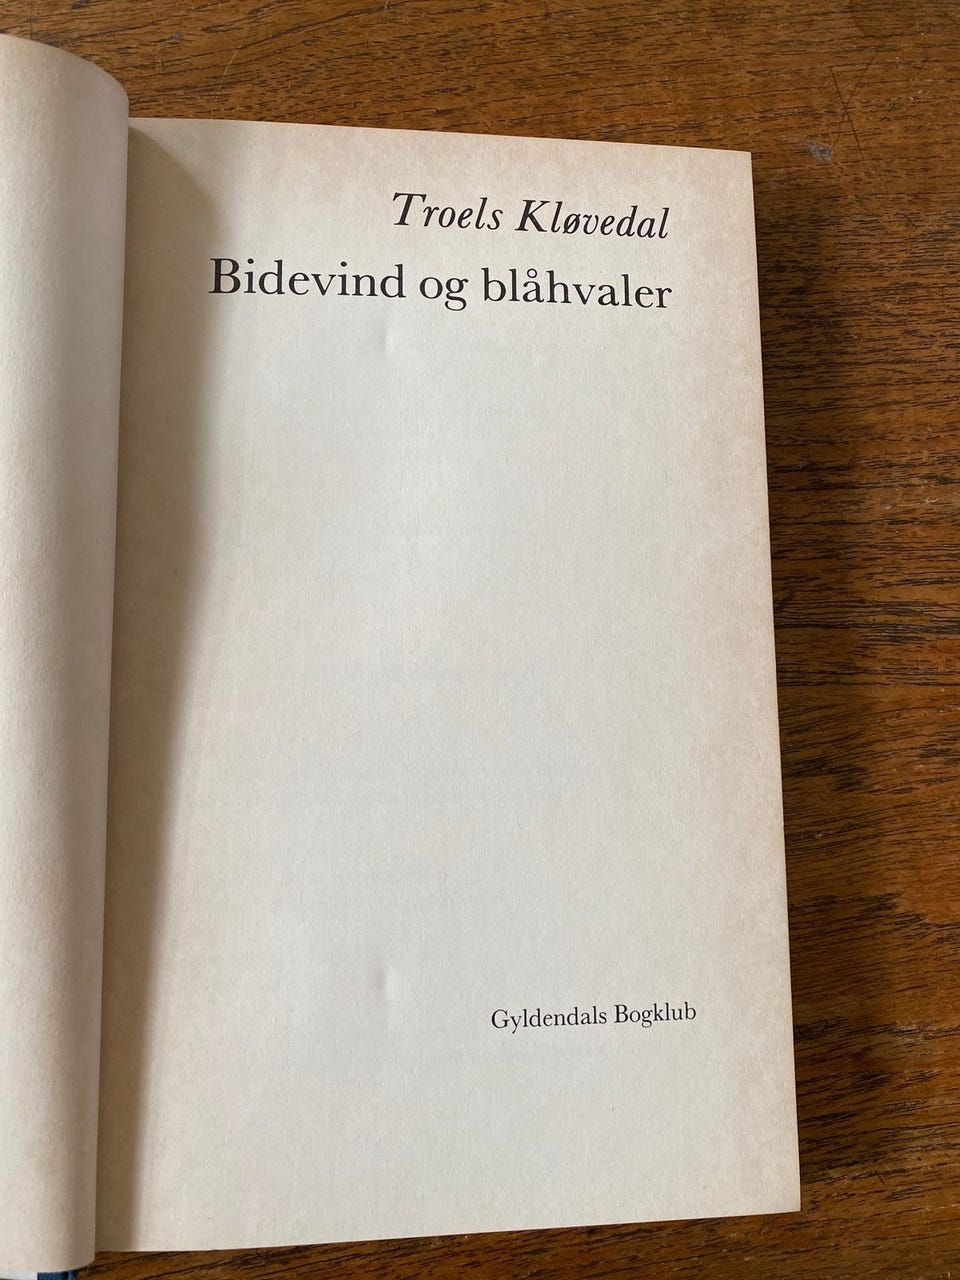 Troels Kløvedal
Bidevind og blåhvaler
Gyldendals Bogklub